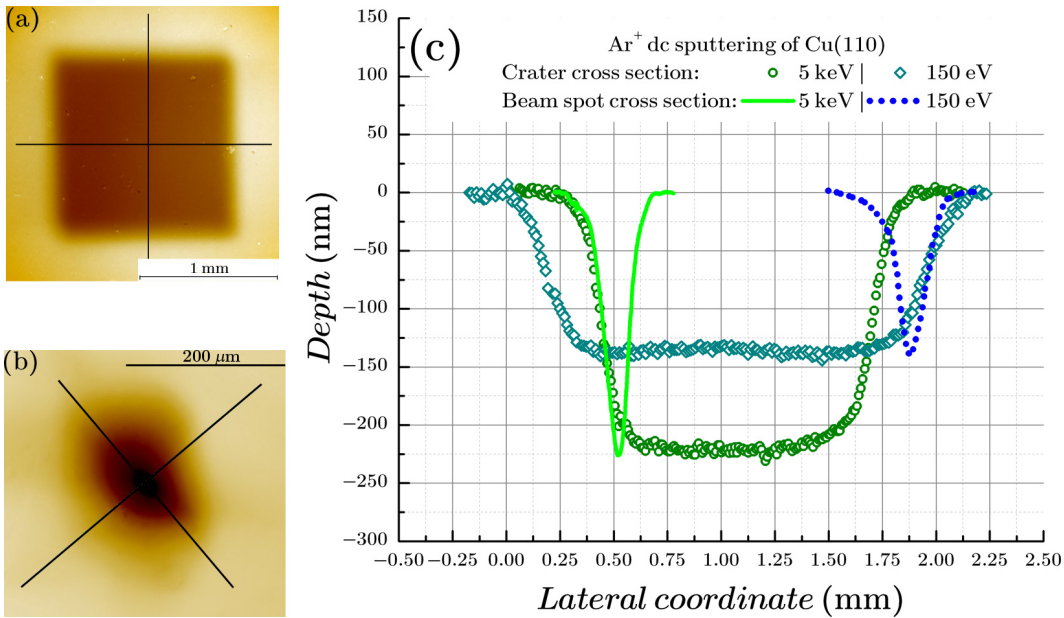 (a)
1 mm
(b)
200 μm
(c)
Ar⁺ dc sputtering of Cu(110)
Crater cross section: 5 keV | 150 eV
Beam spot cross section: 5 keV | 150 eV
150
100
50
0
−50
−100
−150
−200
−250
−300
Depth (nm)
-0.50 -0.25 0.00 0.25 0.50 0.75 1.00 1.25 1.50 1.75 2.00 2.25 2.50
Lateral coordinate (mm)